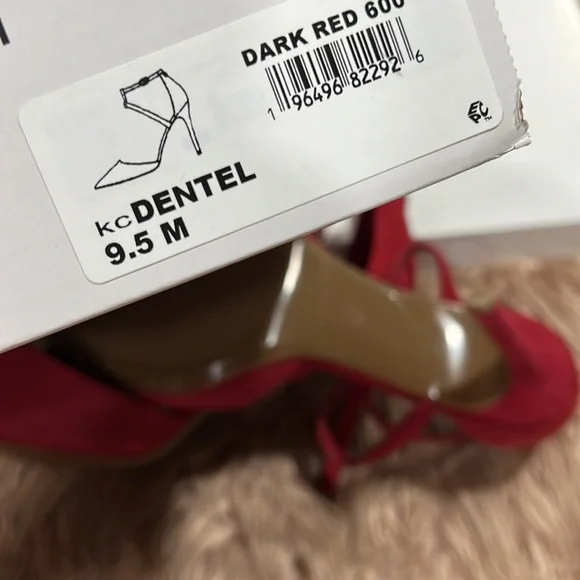 DARK RED 600
1 96496 82292 6
kcDENTEL
9.5 M